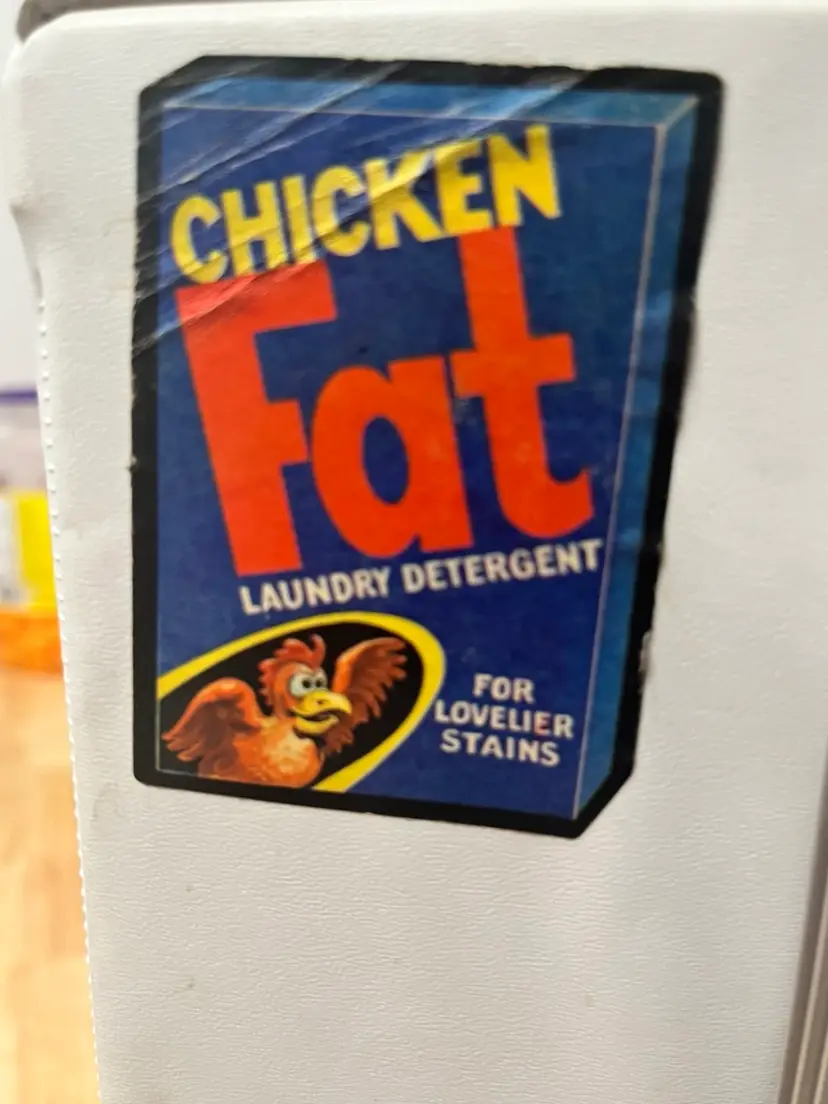 CHICKEN
Fat
LAUNDRY DETERGENT
FOR
LOVELIER
STAINS